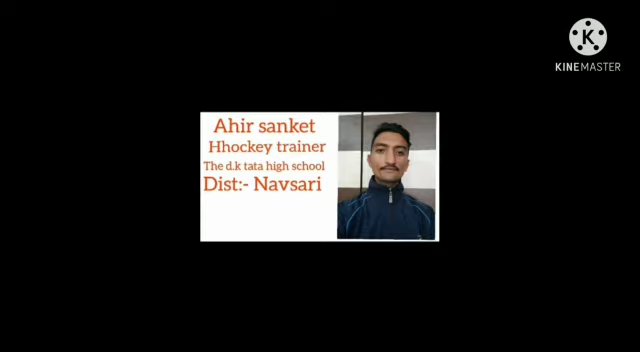 KINEMASTER
Ahir sanket
Hhockey trainer
The d.k tata high school
Dist:- Navsari